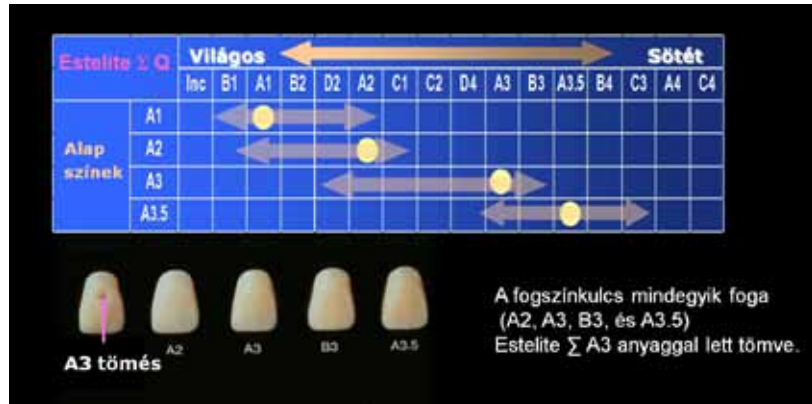 Estelite Σ Q
Világos
Sötét
Inc B1 A1 B2 D2 A2 C1 C2 D4 A3 B3 A3.5 B4 C3 A4 C4
Alap
színek
A1
A2
A3
A3.5
A3 tömés
A2
A3
B3
A3.5
A fogszínkulcs mindegyik foga
(A2, A3, B3, és A3.5)
Estelite ∑ A3 anyaggal lett tömve.